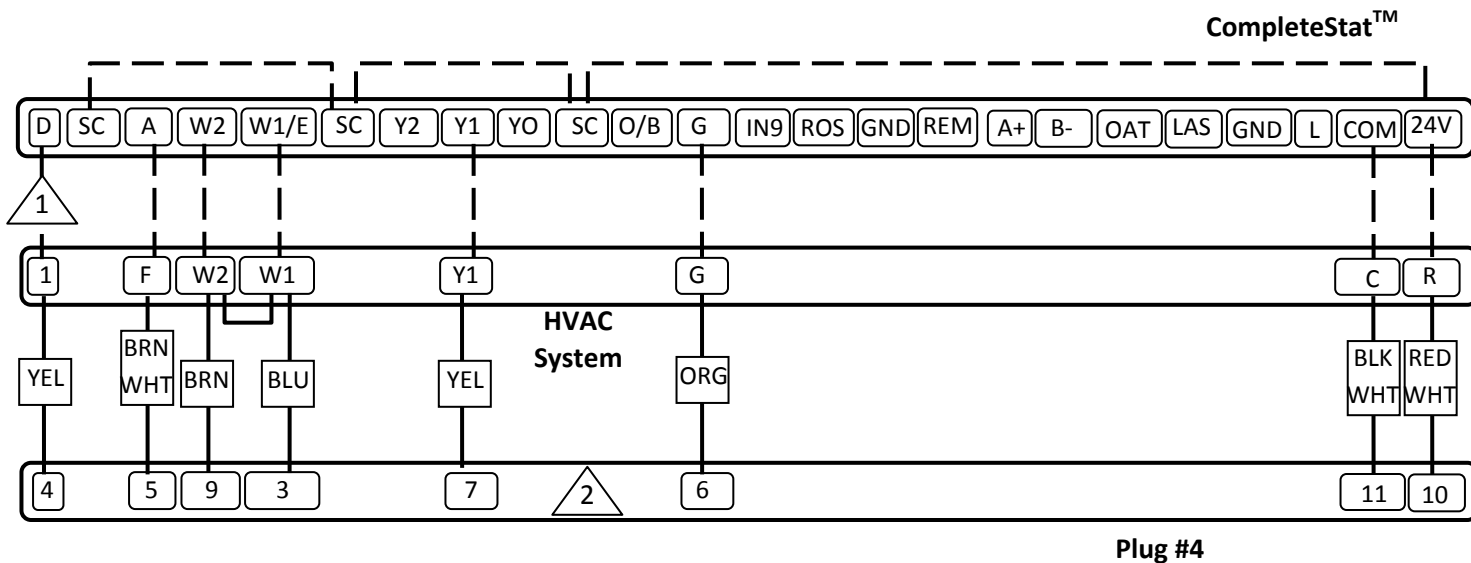 CompleteStat™
D SC A W2 W1/E SC Y2 Y1 YO SC O/B G IN9 ROS GND REM A+ B- OAT LAS GND L COM 24V
1
1 F W2 W1 Y1 G C R
HVAC
System
YEL BRN WHT BRN BLU YEL ORG BLK WHT RED WHT
4 5 9 3 7 2 6 11 10
Plug #4